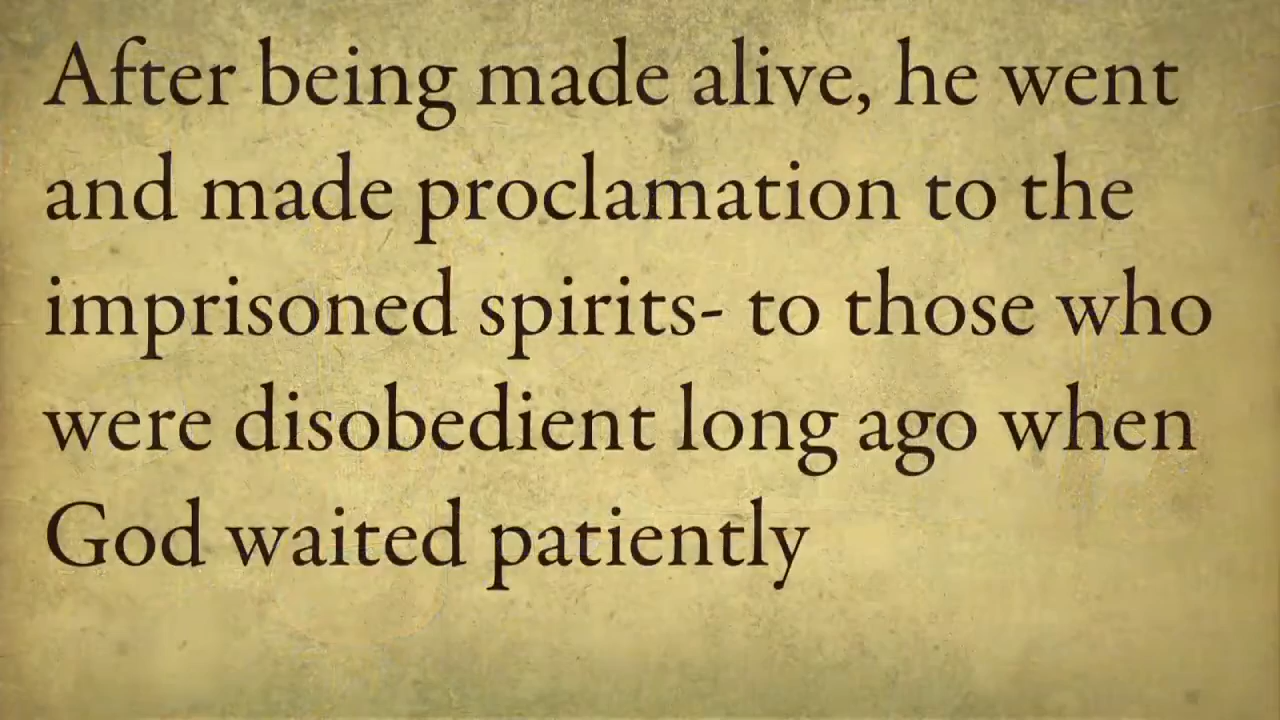 After being made alive, he went
and made proclamation to the
imprisoned spirits- to those who
were disobedient long ago when
God waited patiently